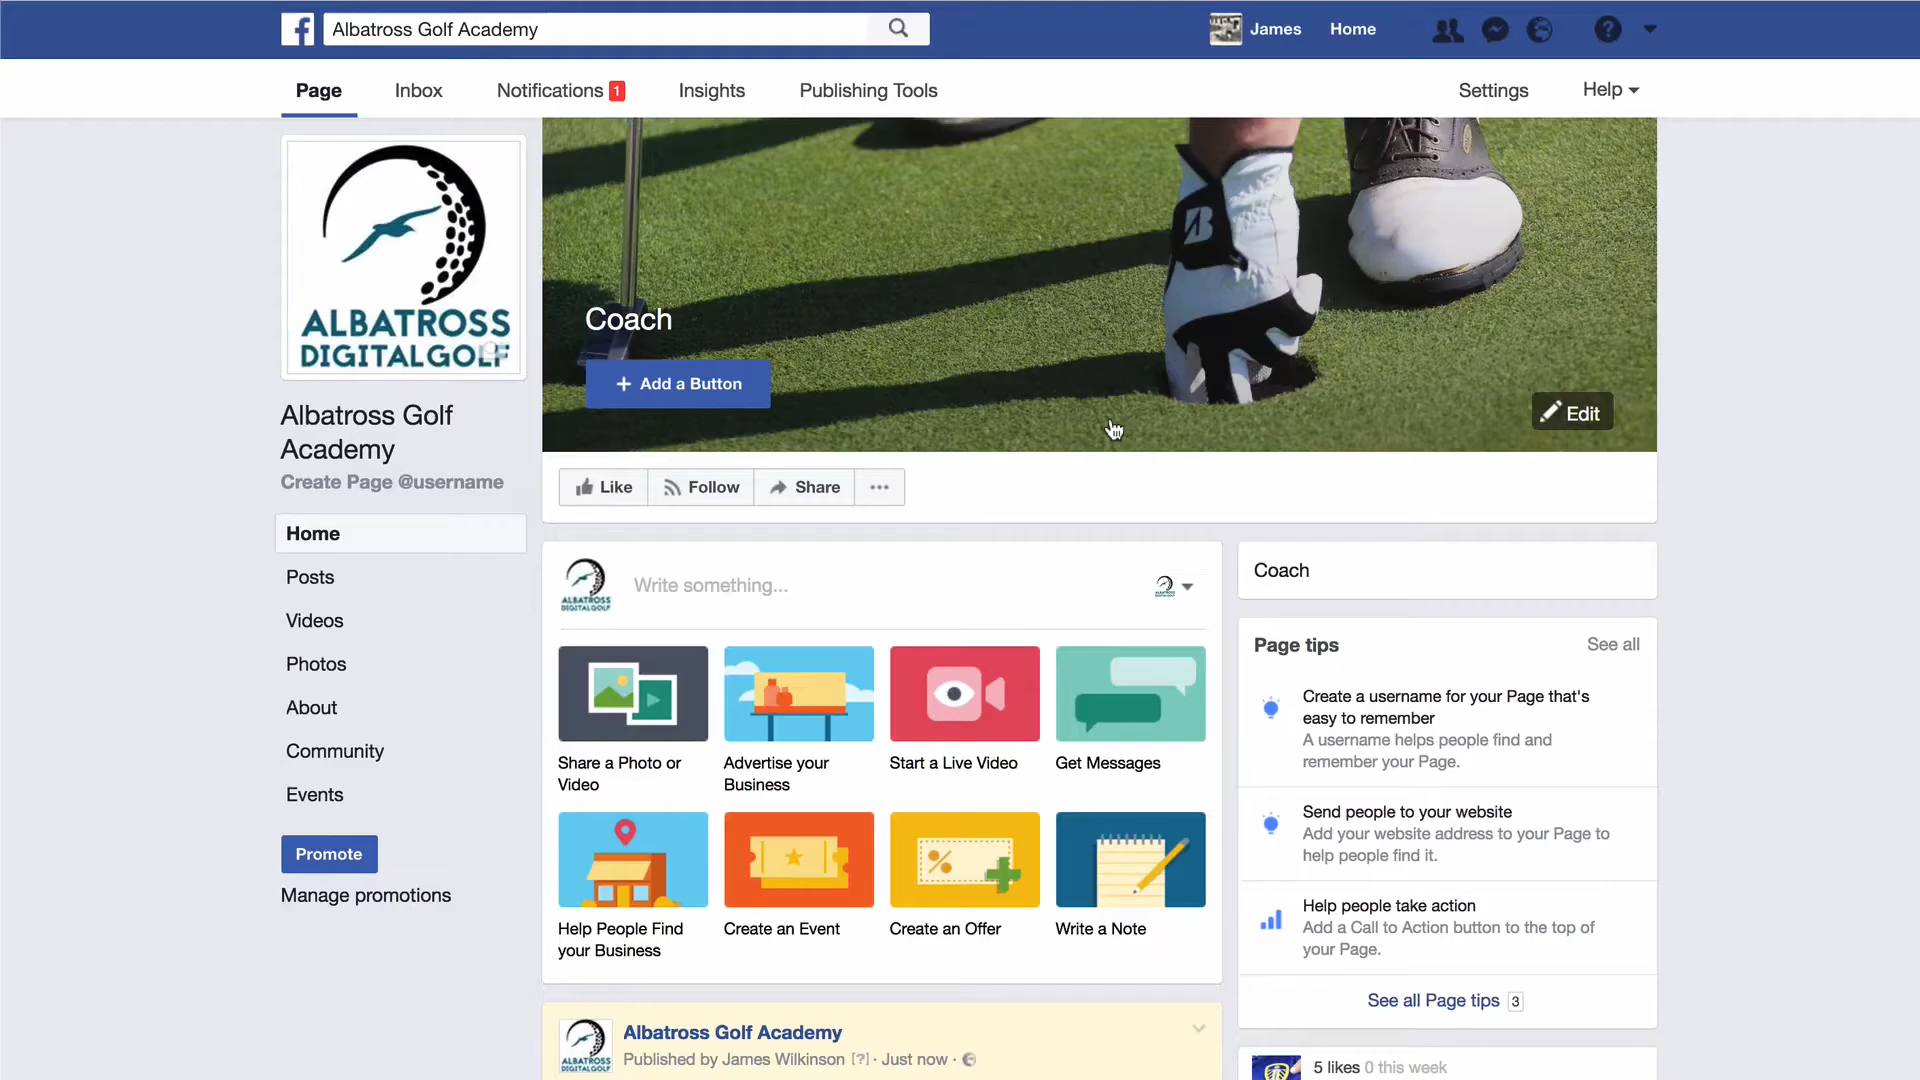 Albatross Golf Academy
James
Home
Page
Inbox
Notifications 1
Insights
Publishing Tools
Settings
Help
ALBATROSS
DIGITALGOLF
Albatross Golf
Academy
Create Page @username
Home
Posts
Videos
Photos
About
Community
Events
Promote
Manage promotions
Coach
+ Add a Button
Edit
Like
Follow
Share
Write something...
Share a Photo or
Video
Advertise your
Business
Start a Live Video
Get Messages
Help People Find
your Business
Create an Event
Create an Offer
Write a Note
ALBATROSS
DIGITALGOLF
Albatross Golf Academy
Published by James Wilkinson [?] · Just now ·
Coach
Page tips
See all
Create a username for your Page that's
easy to remember
A username helps people find and
remember your Page.
Send people to your website
Add your website address to your Page to
help people find it.
Help people take action
Add a Call to Action button to the top of
your Page.
See all Page tips 3
5 likes 0 this week